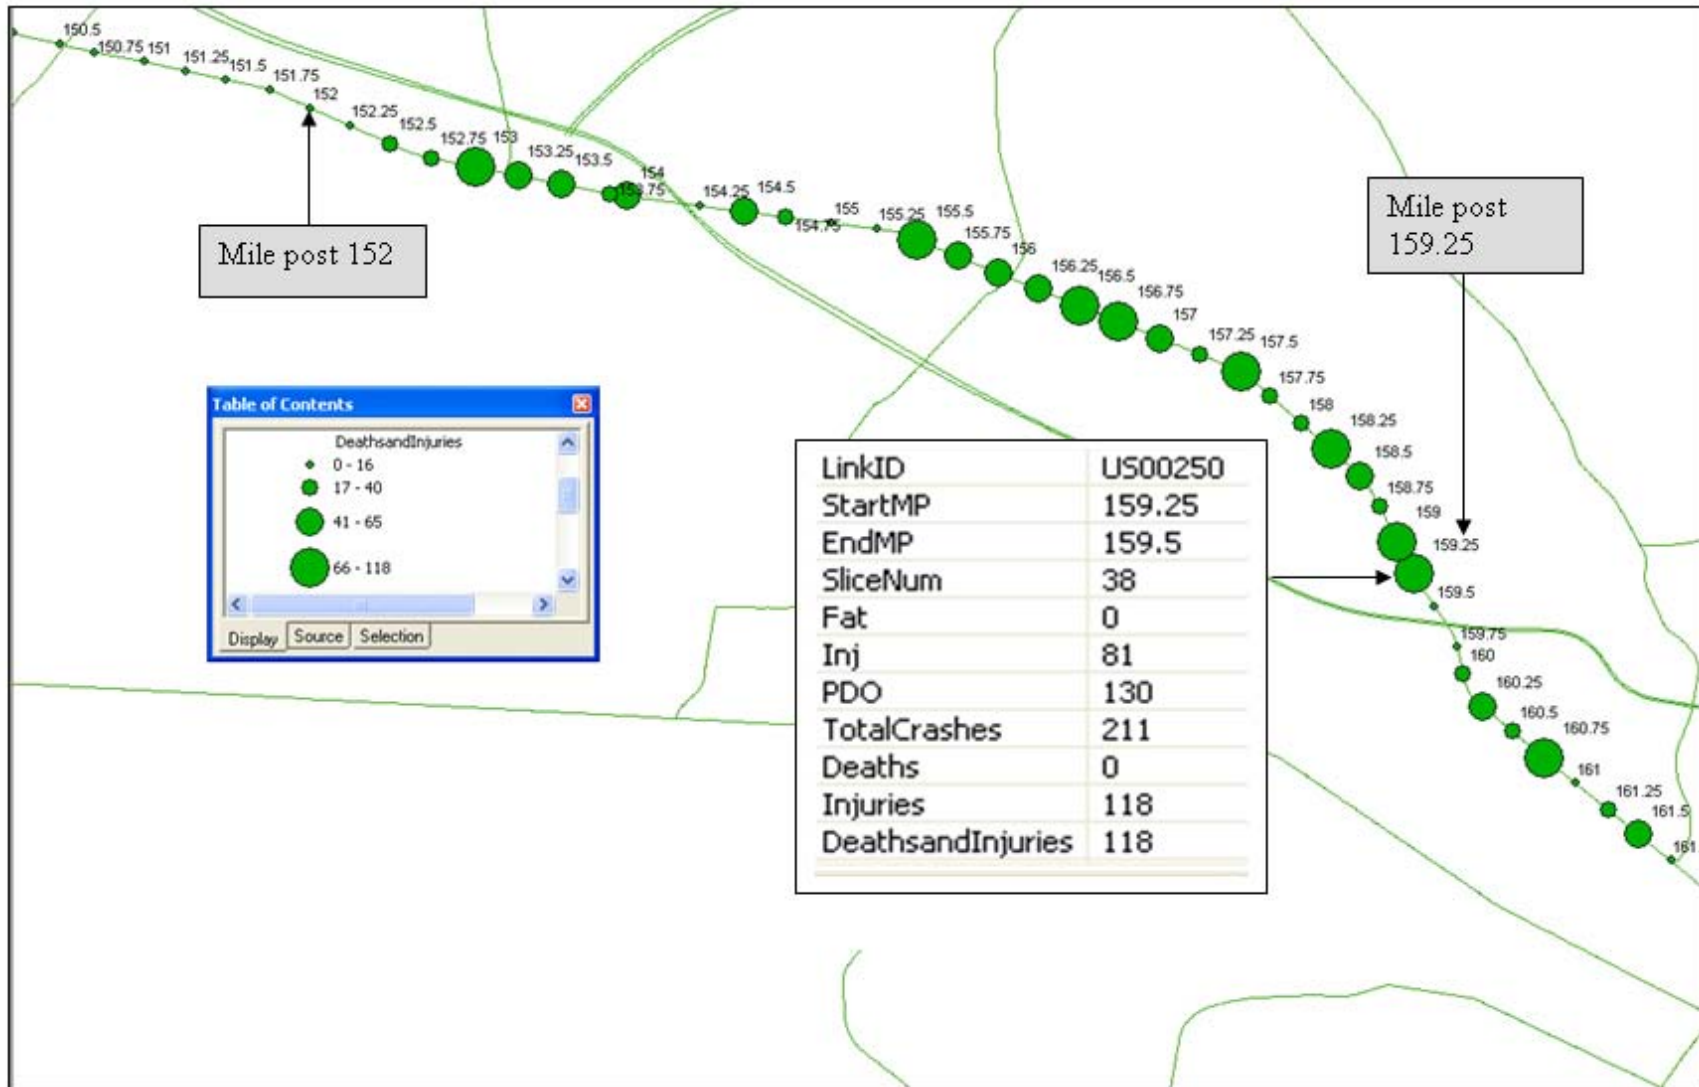 150.5
150.75
151
151.25
151.5
151.75
152
152.25
152.5
152.75
153
153.25
153.5
153.75
154
154.25
154.5
154.75
155
155.25
155.5
155.75
156
156.25
156.5
156.75
157
157.25
157.5
157.75
158
158.25
158.5
158.75
159
159.25
159.5
159.75
160
160.25
160.5
160.75
161
161.25
161.5
161
Mile post 152
Mile post
159.25
Table of Contents
DeathsandInjuries
0 - 16
17 - 40
41 - 65
66 - 118
Display Source Selection
LinkID US00250
StartMP 159.25
EndMP 159.5
SliceNum 38
Fat 0
Inj 81
PDO 130
TotalCrashes 211
Deaths 0
Injuries 118
DeathsandInjuries 118